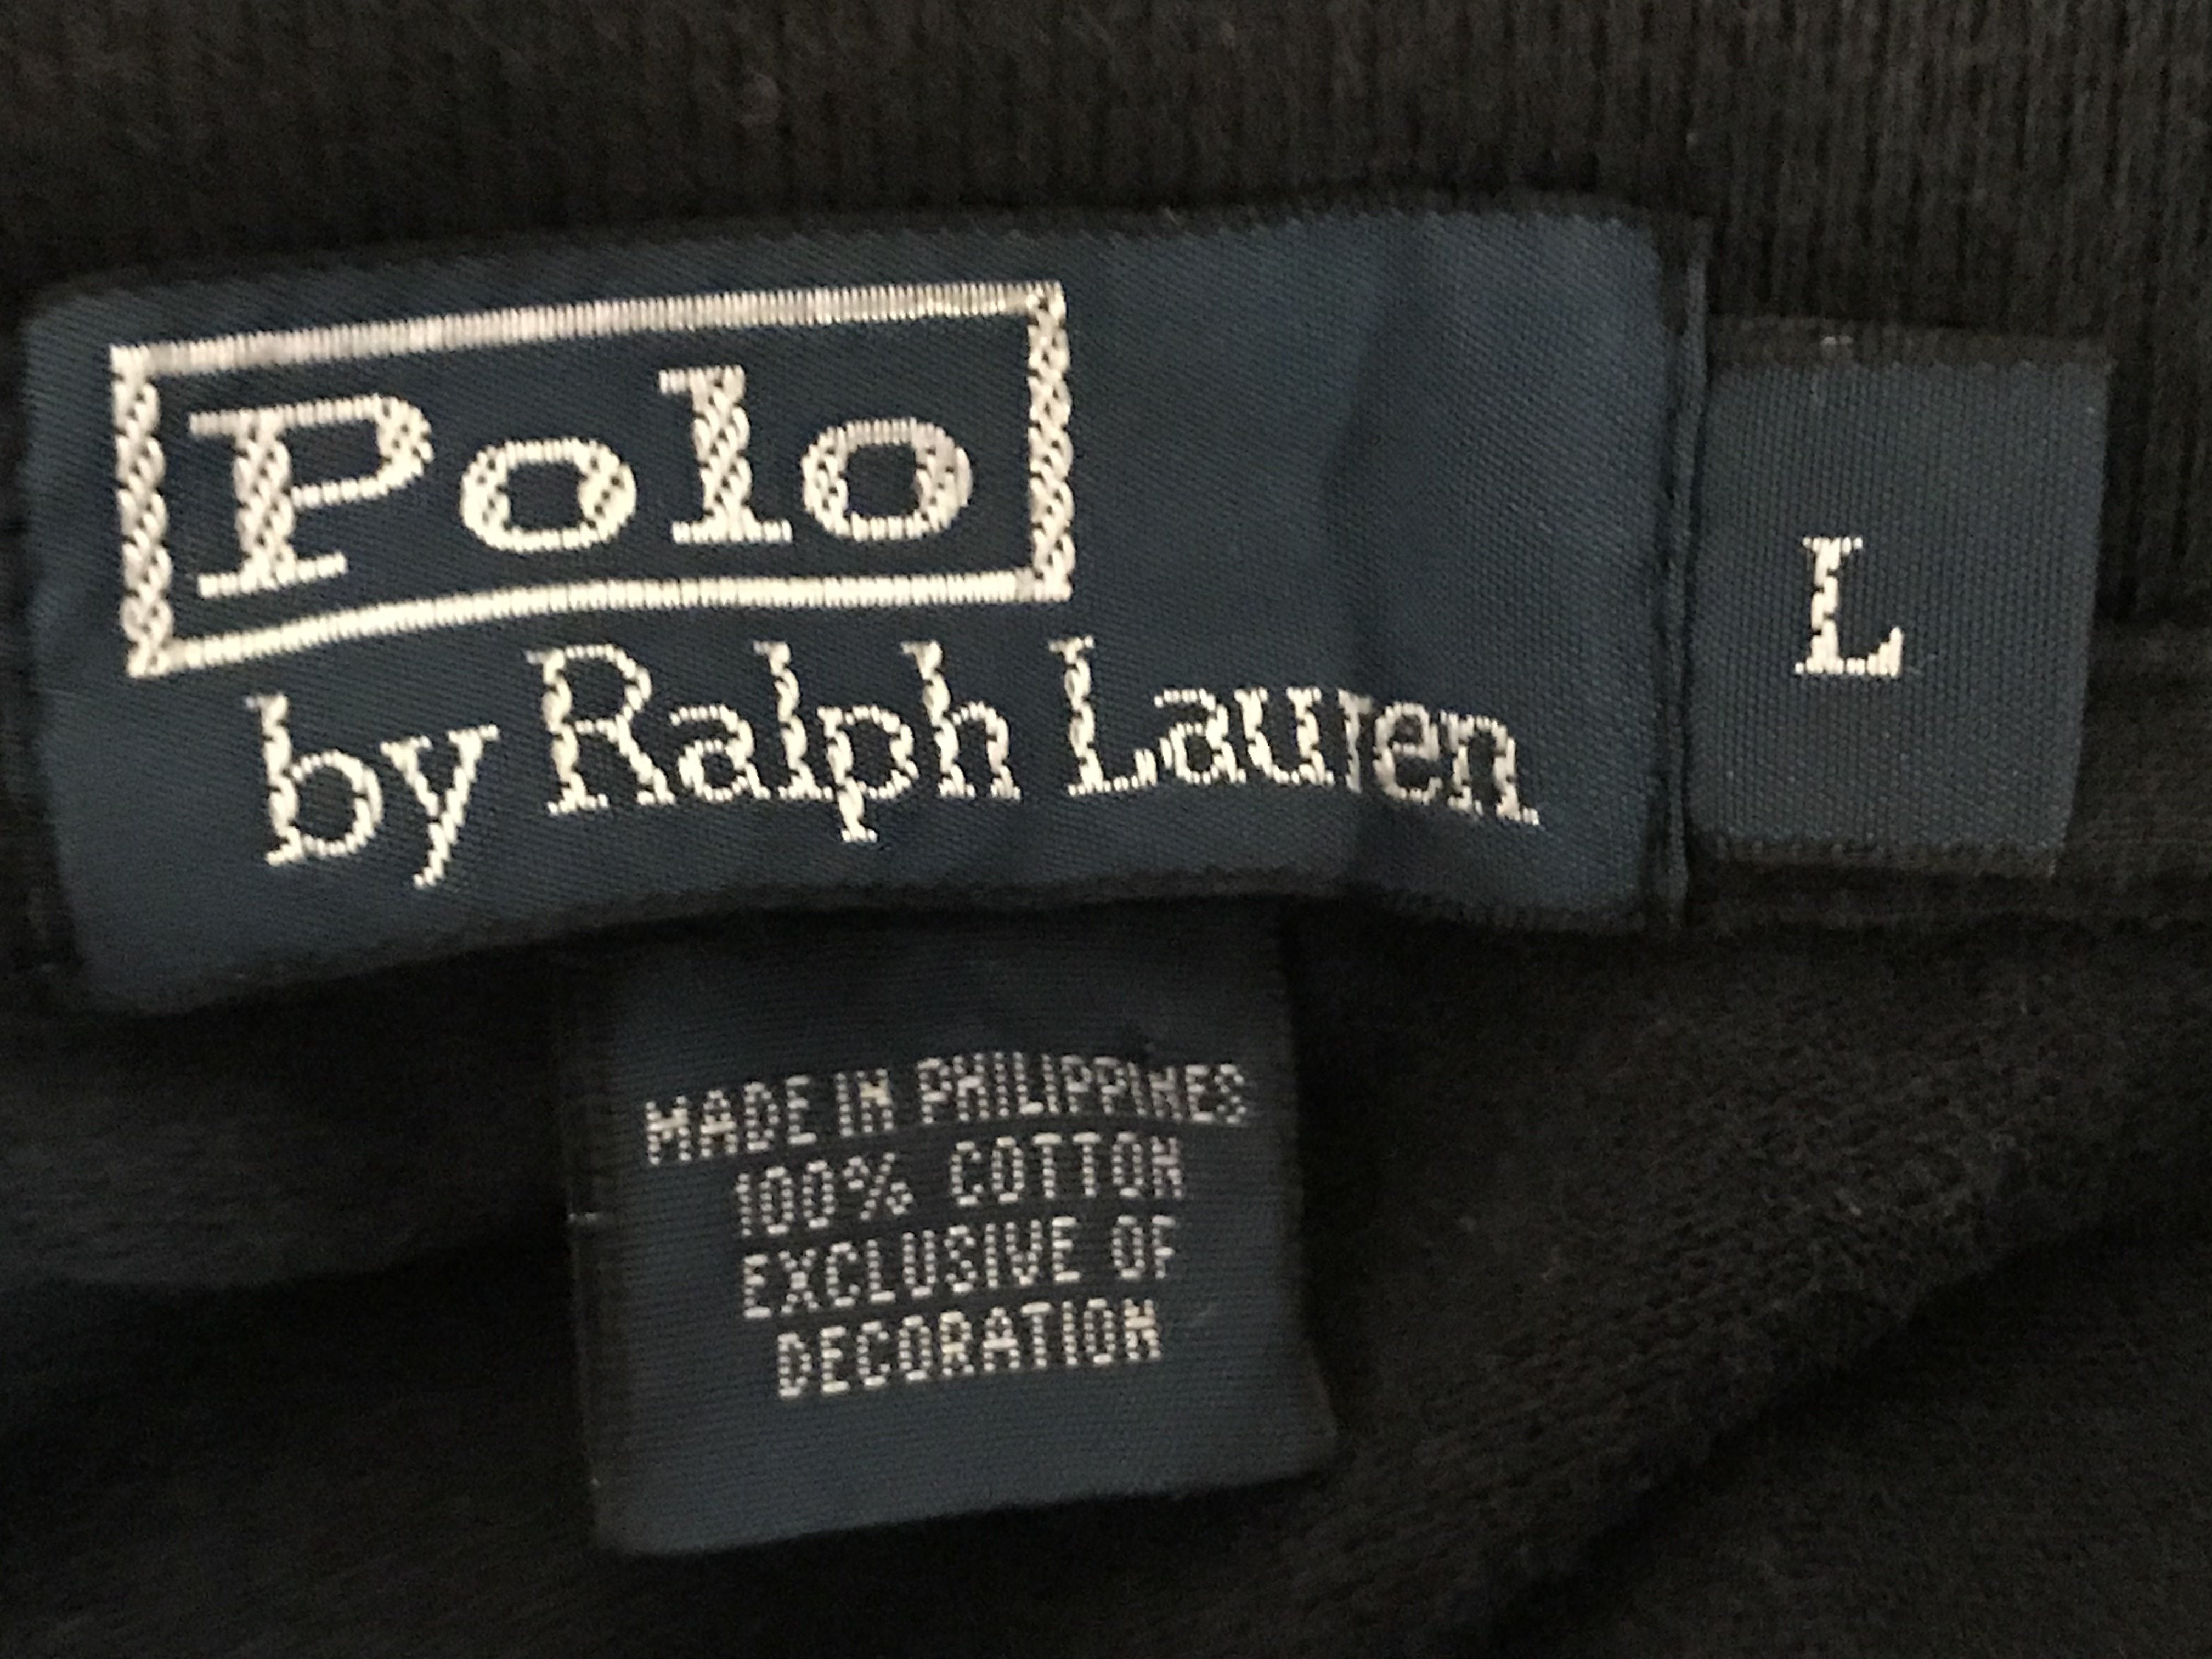 Polo
by Ralph Lauren
L
MADE IN PHILIPPINES
100% COTTON
EXCLUSIVE OF
DECORATION